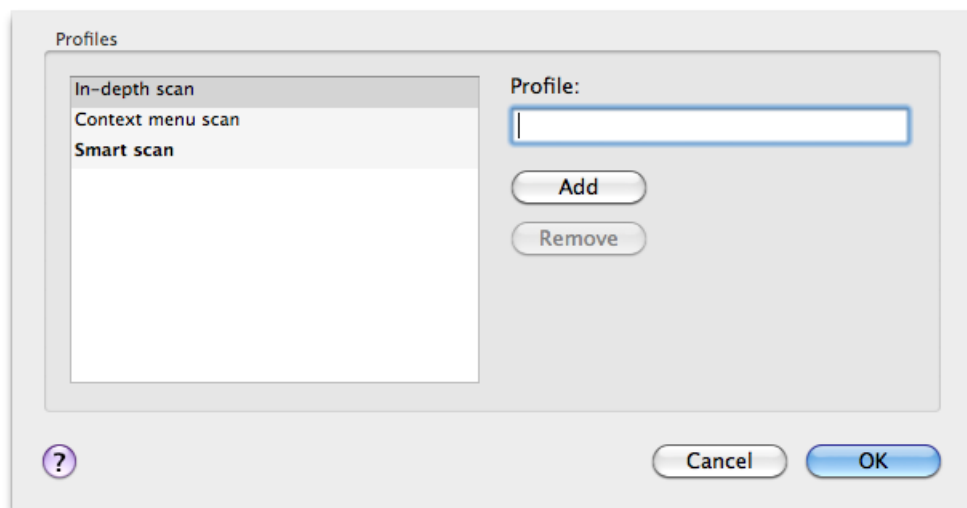 Profiles
In-depth scan
Context menu scan
Smart scan
Profile:
Add
Remove
?
Cancel
OK